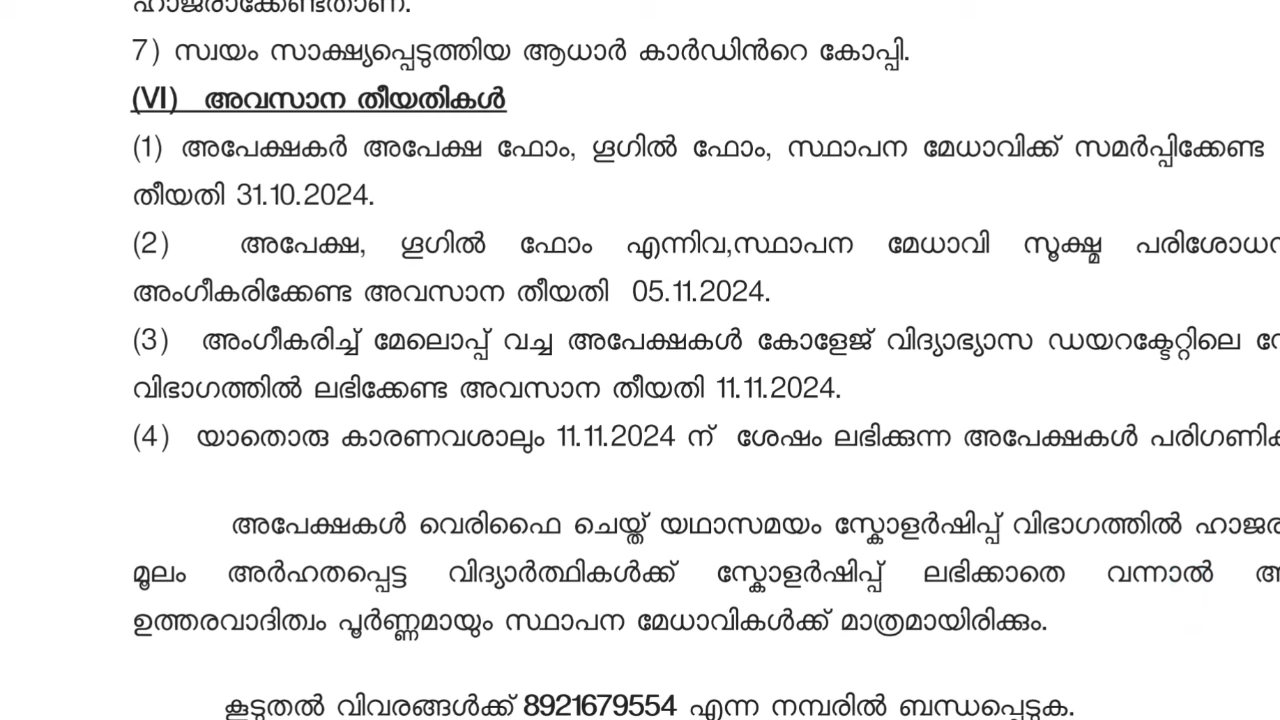 ഹാജരാക്കേണ്ടതാണ്.
7) സ്വയം സാക്ഷ്യപ്പെടുത്തിയ ആധാർ കാർഡിൻറെ കോപ്പി.
(VI) അവസാന തീയതികൾ
(1) അപേക്ഷകർ അപേക്ഷ ഫോം, ഗൂഗിൽ ഫോം, സ്ഥാപന മേധാവിക്ക് സമർപ്പിക്കേണ്ട
തീയതി 31.10.2024.
(2) അപേക്ഷ, ഗൂഗിൽ ഫോം എന്നിവ,സ്ഥാപന മേധാവി സൂക്ഷ്മ
അംഗീകരിക്കേണ്ട അവസാന തീയതി 05.11.2024.
(3) അംഗീകരിച്ച് മേലൊപ്പ് വച്ച അപേക്ഷകൾ കോളേജ് വിദ്യാഭ്യാസ ഡയറക്ടേറ്റിലെ
വിഭാഗത്തിൽ ലഭിക്കേണ്ട അവസാന തീയതി 11.11.2024.
(4) യാതൊരു കാരണവശാലും 11.11.2024 ന് ശേഷം ലഭിക്കുന്ന അപേക്ഷകൾ
അപേക്ഷകൾ വെരിഫൈ ചെയ്ത് യഥാസമയം സ്കോളർഷിപ്പ് വിഭാഗത്തിൽ
മൂലം അർഹതപ്പെട്ട വിദ്യാർത്ഥികൾക്ക് സ്കോളർഷിപ്പ് ലഭിക്കാതെ വന്നാൽ
ഉത്തരവാദിത്വം പൂർണ്ണമായും സ്ഥാപന മേധാവികൾക്ക് മാത്രമായിരിക്കും.
കൂടുതൽ വിവരങ്ങൾക്ക് 8921679554 എന്ന നമ്പരിൽ ബന്ധപ്പെടുക.